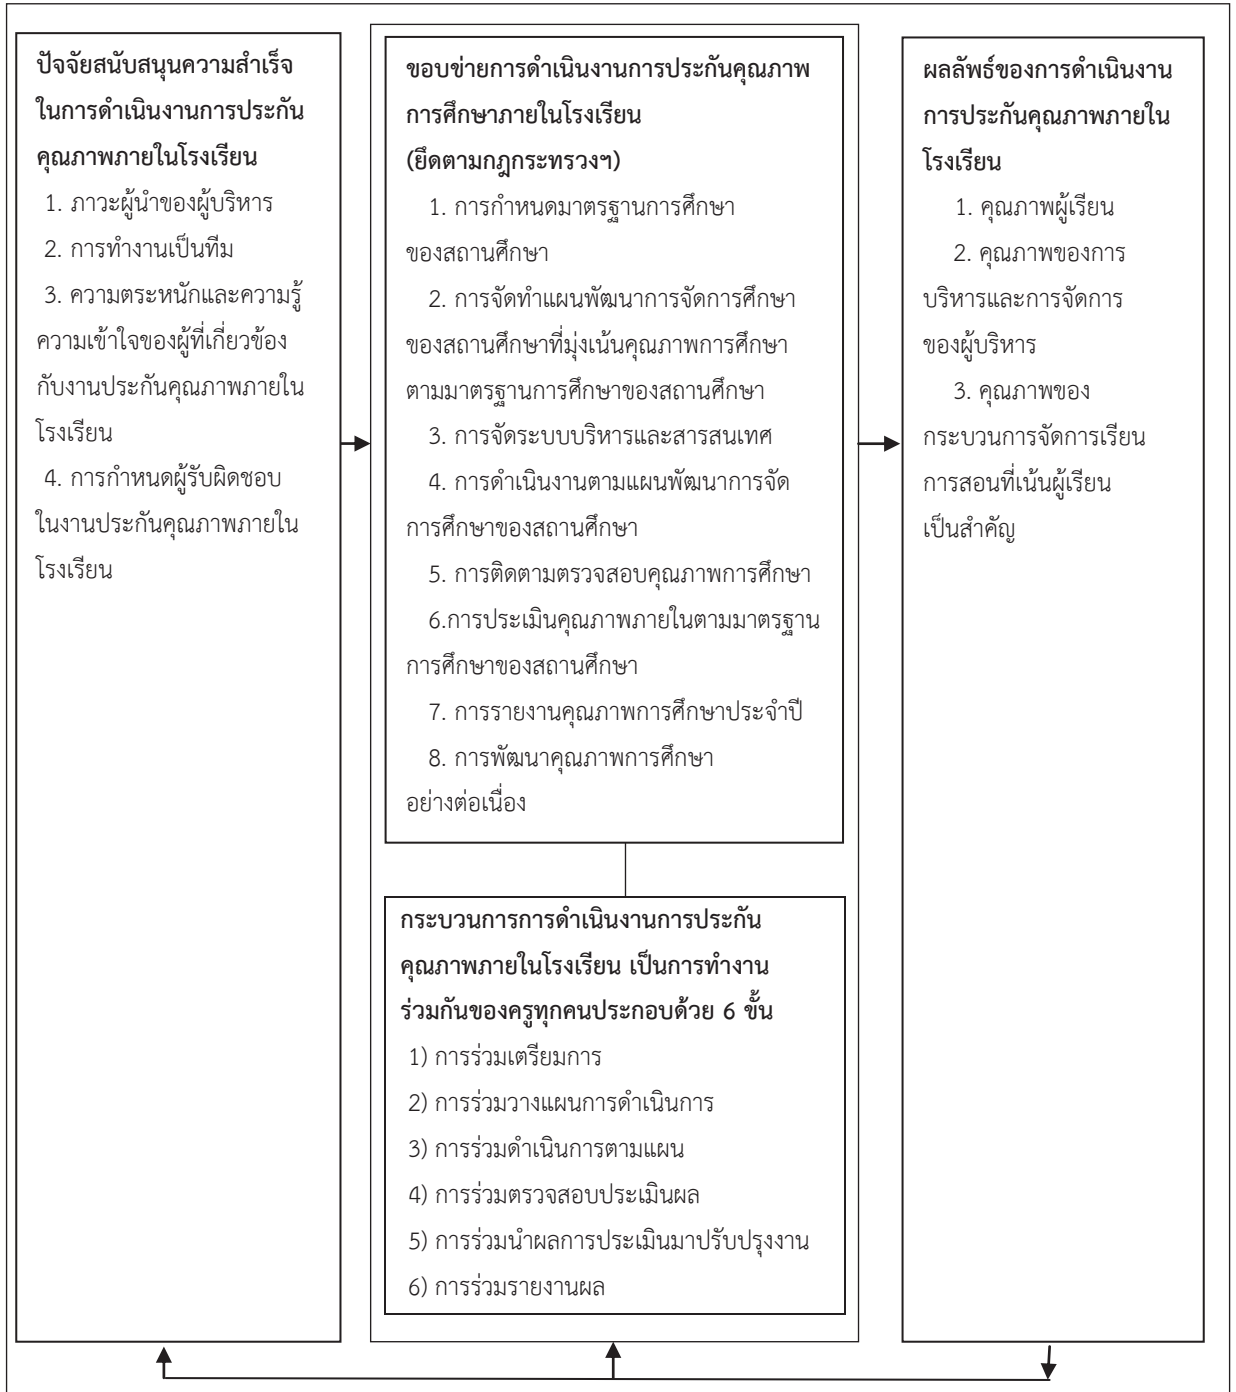 ปัจจัยสนับสนุนความสำเร็จ
ในการดำเนินงานการประกัน
คุณภาพภายในโรงเรียน
1. ภาวะผู้นำของผู้บริหาร
2. การทำงานเป็นทีม
3. ความตระหนักและความรู้
ความเข้าใจของผู้ที่เกี่ยวข้อง
กับงานประกันคุณภาพภายใน
โรงเรียน
4. การกำหนดผู้รับผิดชอบ
ในงานประกันคุณภาพภายใน
โรงเรียน
ขอบข่ายการดำเนินงานการประกันคุณภาพ
การศึกษาภายในโรงเรียน
(ยึดตามกฎกระทรวงฯ)
1. การกำหนดมาตรฐานการศึกษา
ของสถานศึกษา
2. การจัดทำแผนพัฒนาการจัดการศึกษา
ของสถานศึกษาที่มุ่งเน้นคุณภาพการศึกษา
ตามมาตรฐานการศึกษาของสถานศึกษา
3. การจัดระบบบริหารและสารสนเทศ
4. การดำเนินงานตามแผนพัฒนาการจัด
การศึกษาของสถานศึกษา
5. การติดตามตรวจสอบคุณภาพการศึกษา
6.การประเมินคุณภาพภายในตามมาตรฐาน
การศึกษาของสถานศึกษา
7. การรายงานคุณภาพการศึกษาประจำปี
8. การพัฒนาคุณภาพการศึกษา
อย่างต่อเนื่อง
กระบวนการการดำเนินงานการประกัน
คุณภาพภายในโรงเรียน เป็นการทำงาน
ร่วมกันของครูทุกคนประกอบด้วย 6 ขั้น
1) การร่วมเตรียมการ
2) การร่วมวางแผนการดำเนินการ
3) การร่วมดำเนินการตามแผน
4) การร่วมตรวจสอบประเมินผล
5) การร่วมนำผลการประเมินมาปรับปรุงงาน
6) การร่วมรายงานผล
ผลลัพธ์ของการดำเนินงาน
การประกันคุณภาพภายใน
โรงเรียน
1. คุณภาพผู้เรียน
2. คุณภาพของการ
บริหารและการจัดการ
ของผู้บริหาร
3. คุณภาพของ
กระบวนการจัดการเรียน
การสอนที่เน้นผู้เรียน
เป็นสำคัญ